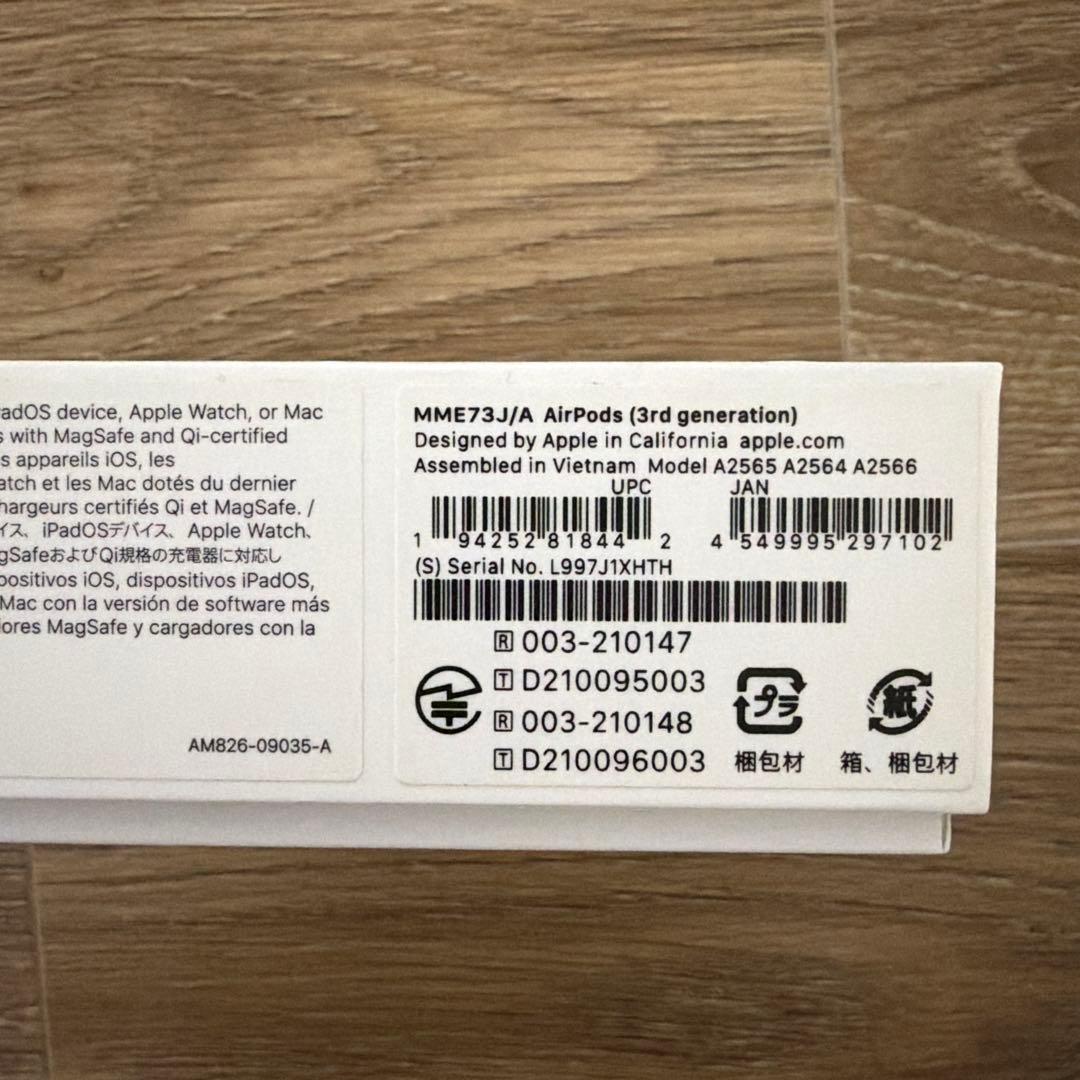 adOS device, Apple Watch, or Mac
s with MagSafe and Qi-certified
s appareils iOS, les
atch et les Mac dotés du dernier
hargeurs certifiés Qi et MagSafe. /
イス、iPadOSデバイス、Apple Watch、
gSafeおよびQi規格の充電器に対応し
positivos iOS, dispositivos iPadOS,
Mac con la versión de software más
ores MagSafe y cargadores con la
AM826-09035-A
MME73J/A AirPods (3rd generation)
Designed by Apple in California apple.com
Assembled in Vietnam Model A2565 A2564 A2566
UPC JAN
1 94252 81844 2 4 549995 297102
(S) Serial No. L997J1XHTH
R 003-210147
T D210095003
R 003-210148
T D210096003
プラ
梱包材
紙
箱、梱包材